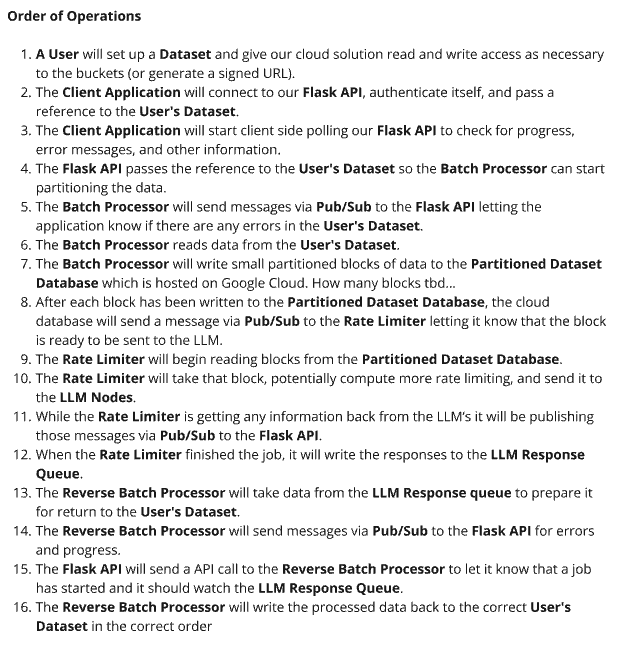 Order of Operations
1. A User will set up a Dataset and give our cloud solution read and write access as necessary
to the buckets (or generate a signed URL).
2. The Client Application will connect to our Flask API, authenticate itself, and pass a
reference to the User's Dataset.
3. The Client Application will start client side polling our Flask API to check for progress,
error messages, and other information.
4. The Flask API passes the reference to the User's Dataset so the Batch Processor can start
partitioning the data.
5. The Batch Processor will send messages via Pub/Sub to the Flask API letting the
application know if there are any errors in the User's Dataset.
6. The Batch Processor reads data from the User's Dataset.
7. The Batch Processor will write small partitioned blocks of data to the Partitioned Dataset
Database which is hosted on Google Cloud. How many blocks tbd...
8. After each block has been written to the Partitioned Dataset Database, the cloud
database will send a message via Pub/Sub to the Rate Limiter letting it know that the block
is ready to be sent to the LLM.
9. The Rate Limiter will begin reading blocks from the Partitioned Dataset Database.
10. The Rate Limiter will take that block, potentially compute more rate limiting, and send it to
the LLM Nodes.
11. While the Rate Limiter is getting any information back from the LLM's it will be publishing
those messages via Pub/Sub to the Flask API.
12. When the Rate Limiter finished the job, it will write the responses to the LLM Response
Queue.
13. The Reverse Batch Processor will take data from the LLM Response queue to prepare it
for return to the User's Dataset.
14. The Reverse Batch Processor will send messages via Pub/Sub to the Flask API for errors
and progress.
15. The Flask API will send a API call to the Reverse Batch Processor to let it know that a job
has started and it should watch the LLM Response Queue.
16. The Reverse Batch Processor will write the processed data back to the correct User's
Dataset in the correct order